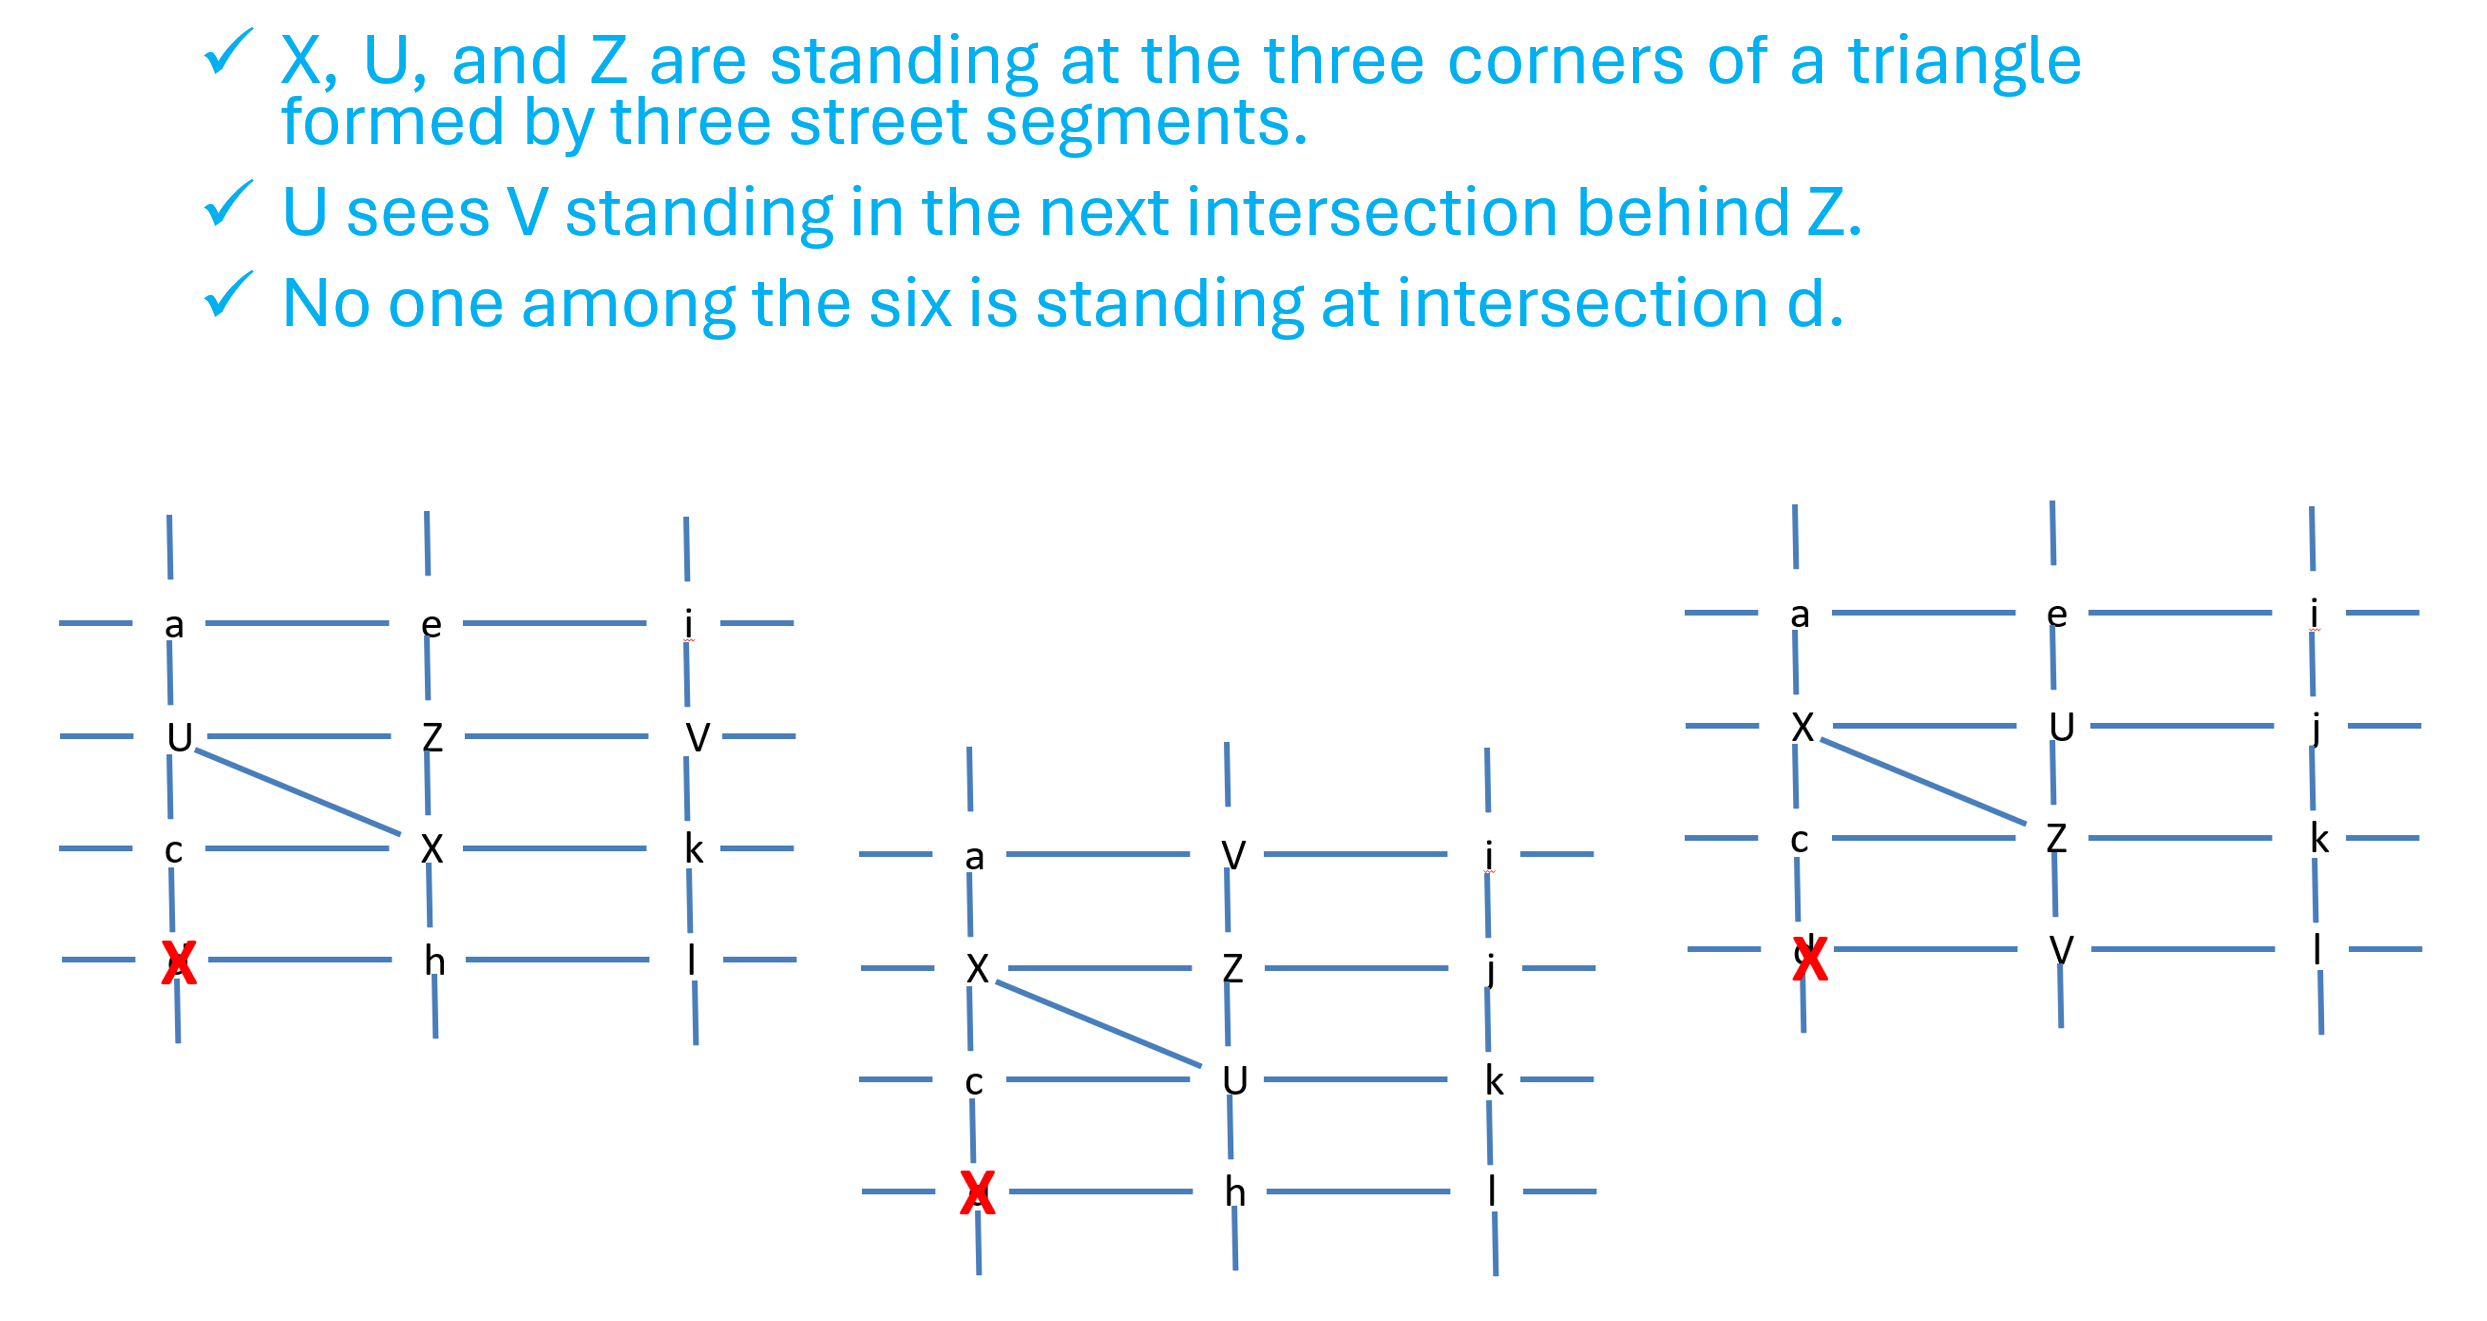 ✓ X, U, and Z are standing at the three corners of a triangle
formed by three street segments.
✓ U sees V standing in the next intersection behind Z.
✓ No one among the six is standing at intersection d.
a e i
U Z V
c X k
X h l
a V i
X Z j
c U k
X h l
a e i
X U j
c Z k
d X V l